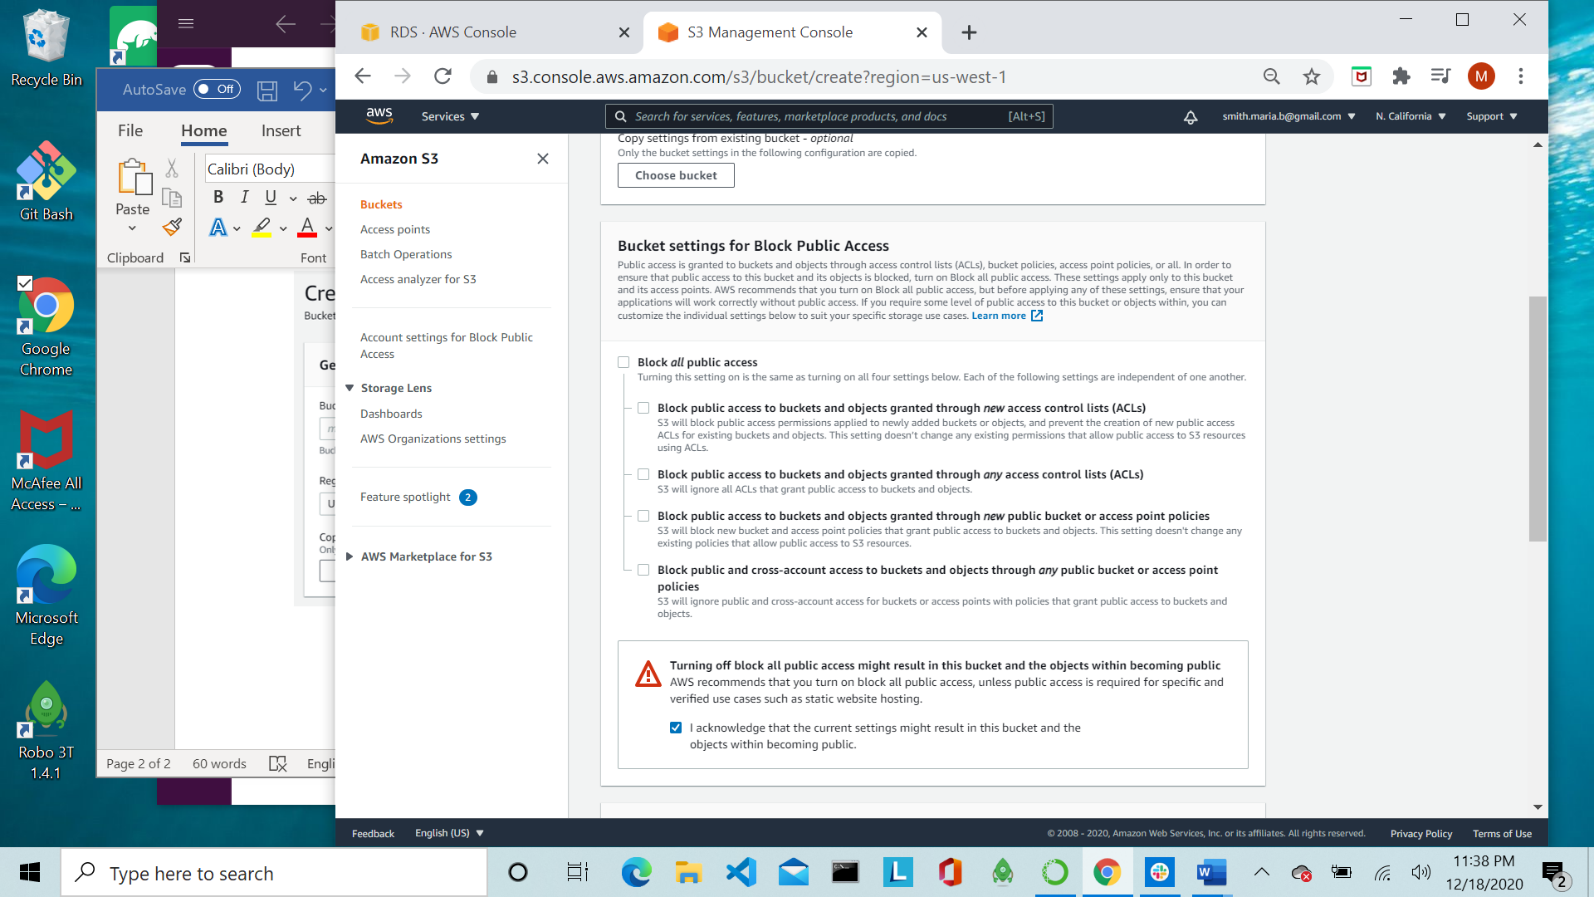 Recycle Bin
Git Bash
Google
Chrome
McAfee All
Access – ...
Microsoft
Edge
Robo 3T
1.4.1
AutoSave Off
File Home Insert
Calibri (Body)
Paste
B I U ab
A A
Clipboard Font
Cre
Bucket
Ge
Buc
Buc
Reg
U
Cop
Only
Page 2 of 2 60 words Engli
RDS · AWS Console
S3 Management Console
s3.console.aws.amazon.com/s3/bucket/create?region=us-west-1
M
aws
Services
Search for services, features, marketplace products, and docs [Alt+S]
smith.maria.b@gmail.com N. California Support
Amazon S3
Buckets
Access points
Batch Operations
Access analyzer for S3
Account settings for Block Public
Access
Storage Lens
Dashboards
AWS Organizations settings
Feature spotlight 2
AWS Marketplace for S3
Copy settings from existing bucket - optional
Only the bucket settings in the following configuration are copied.
Choose bucket
Bucket settings for Block Public Access
Public access is granted to buckets and objects through access control lists (ACLs), bucket policies, access point policies, or all. In order to
ensure that public access to this bucket and its objects is blocked, turn on Block all public access. These settings apply only to this bucket
and its access points. AWS recommends that you turn on Block all public access, but before applying any of these settings, ensure that your
applications will work correctly without public access. If you require some level of public access to this bucket or objects within, you can
customize the individual settings below to suit your specific storage use cases. Learn more
Block all public access
Turning this setting on is the same as turning on all four settings below. Each of the following settings are independent of one another.
Block public access to buckets and objects granted through new access control lists (ACLs)
S3 will block public access permissions applied to newly added buckets or objects, and prevent the creation of new public access
ACLs for existing buckets and objects. This setting doesn't change any existing permissions that allow public access to S3 resources
using ACLs.
Block public access to buckets and objects granted through any access control lists (ACLs)
S3 will ignore all ACLs that grant public access to buckets and objects.
Block public access to buckets and objects granted through new public bucket or access point policies
S3 will block new bucket and access point policies that grant public access to buckets and objects. This setting doesn't change any
existing policies that allow public access to S3 resources.
Block public and cross-account access to buckets and objects through any public bucket or access point
policies
S3 will ignore public and cross-account access for buckets or access points with policies that grant public access to buckets and
objects.
Turning off block all public access might result in this bucket and the objects within becoming public
AWS recommends that you turn on block all public access, unless public access is required for specific and
verified use cases such as static website hosting.
I acknowledge that the current settings might result in this bucket and the
objects within becoming public.
Feedback English (US)
© 2008 - 2020, Amazon Web Services, Inc. or its affiliates. All rights reserved. Privacy Policy Terms of Use
Type here to search
L
W
11:38 PM
12/18/2020
2